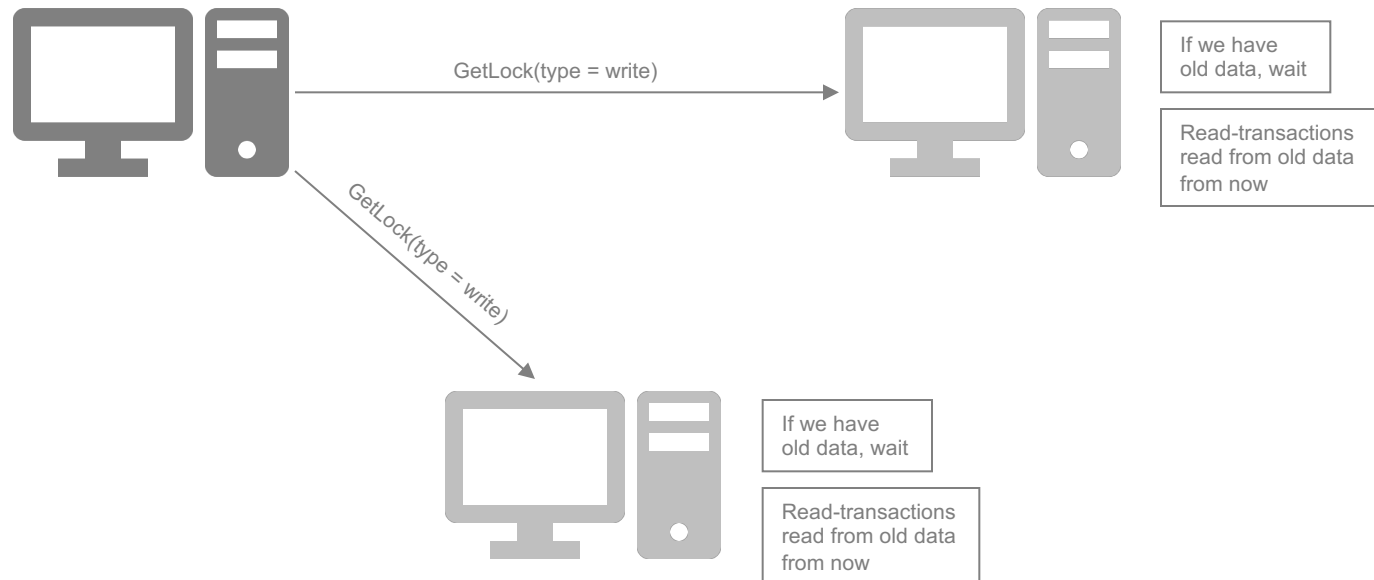 GetLock(type = write)
If we have
old data, wait
Read-transactions
read from old data
from now
GetLock(type = write)
If we have
old data, wait
Read-transactions
read from old data
from now